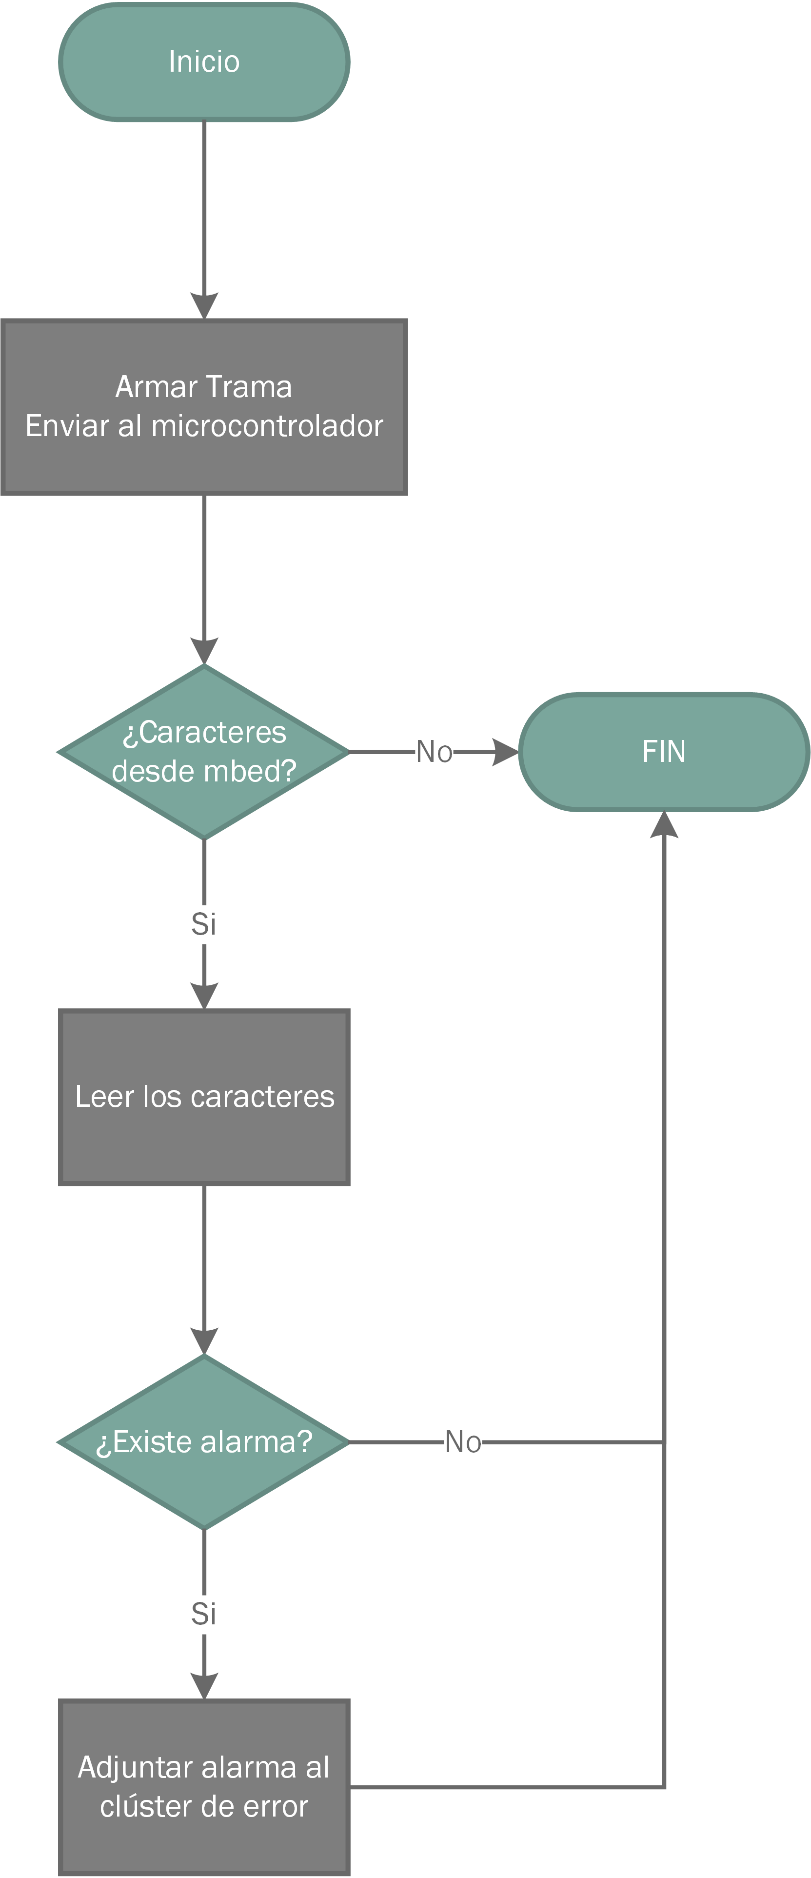 Inicio
Armar Trama
Enviar al microcontrolador
¿Caracteres
desde mbed?
No
FIN
Si
Leer los caracteres
¿Existe alarma?
No
Si
Adjuntar alarma al
clúster de error